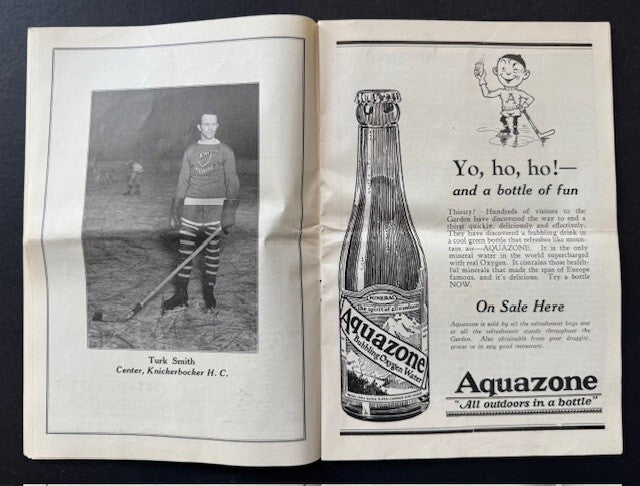 Turk Smith
Center, Knickerbocker H. C.
A
Yo, ho, ho!—
and a bottle of fun
Thirsty? Hundreds of visitors to the
Garden have discovered the way to end a
thirst quickly, deliciously and effectively.
They have discovered a bubbling drink in
a cool green bottle that refreshes like moun-
tain air—AQUAZONE. It is the only
mineral water in the world supercharged
with real Oxygen. It contains those health-
ful minerals that made the spas of Europe
famous, and it's delicious. Try a bottle
NOW.
On Sale Here
Aquazone is sold by all the refreshment boys and
at all the refreshment stands throughout the
Garden. Also obtainable from your druggist,
grocer or in any good restaurant.
Aquazone
"All outdoors in a bottle"
MINERAL
The spirit of all outdoors
Aquazone
Bubbling Oxygen Water